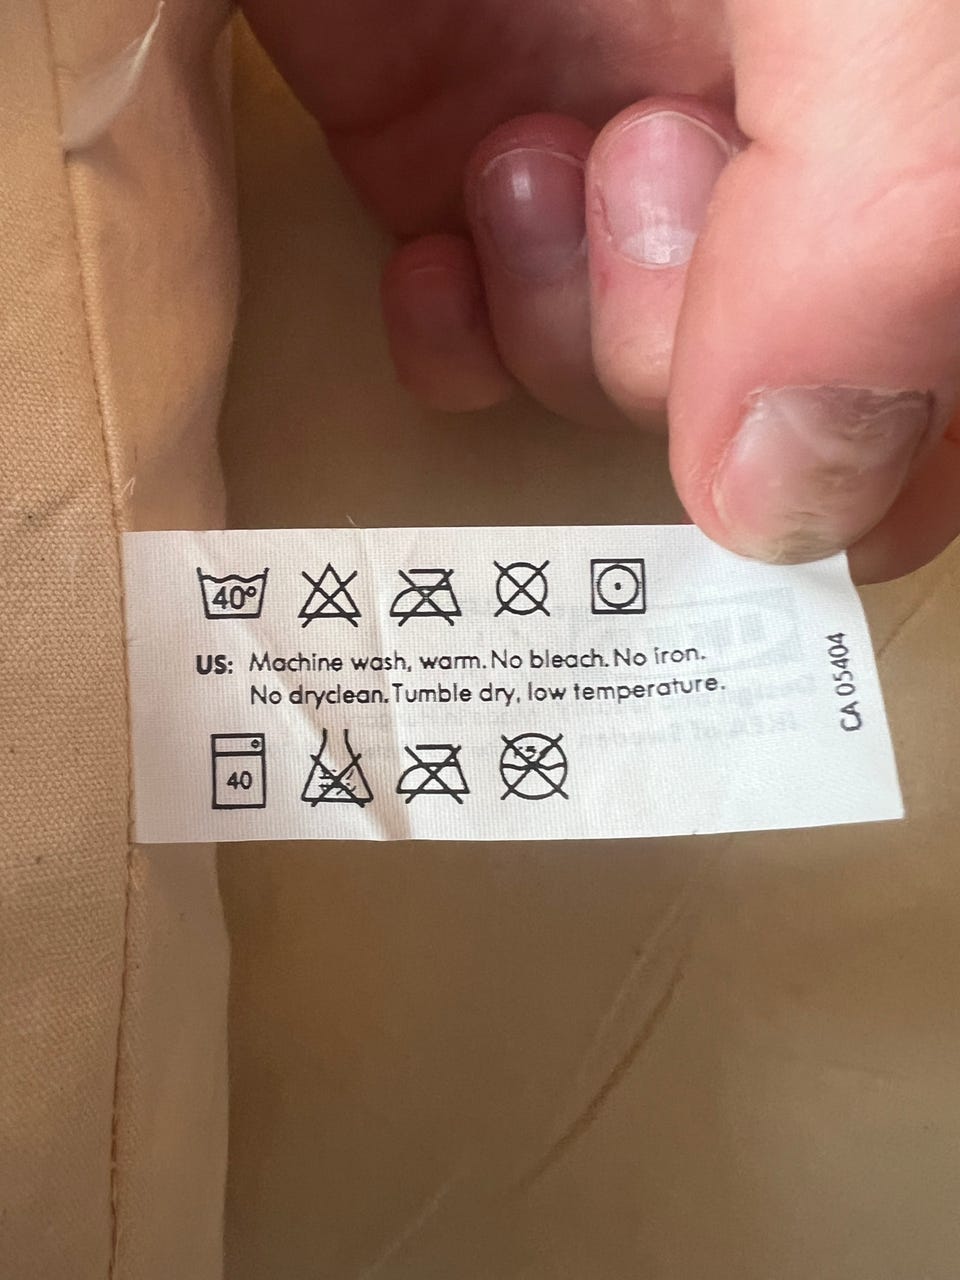 40°
US: Machine wash, warm. No bleach. No iron.
No dryclean. Tumble dry, low temperature.
40
CA 05404